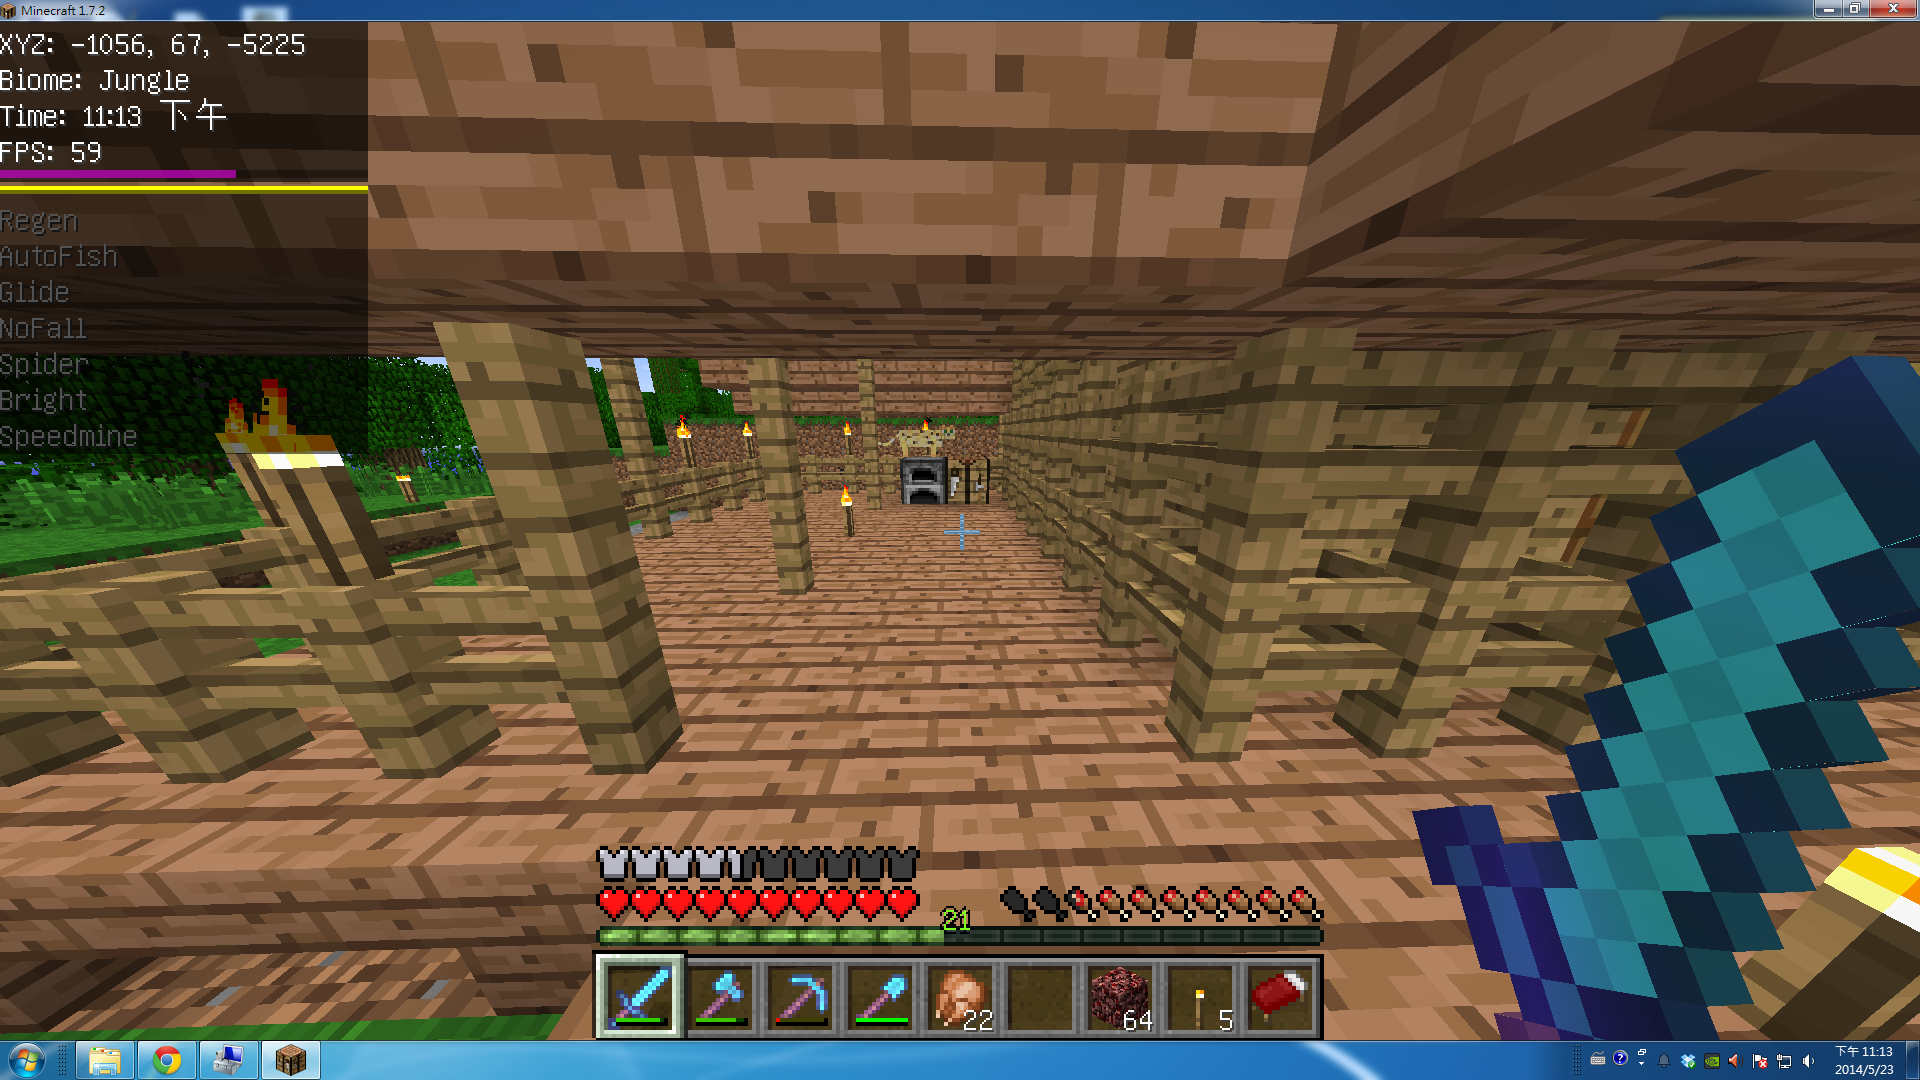 Minecraft 1.7.2
XYZ: -1056, 67, -5225
Biome: Jungle
Time: 11:13 下午
FPS: 59
Regen
AutoFish
Glide
NoFall
Spider
Bright
Speedmine
21
22
64
5
下午 11:13
2014/5/23